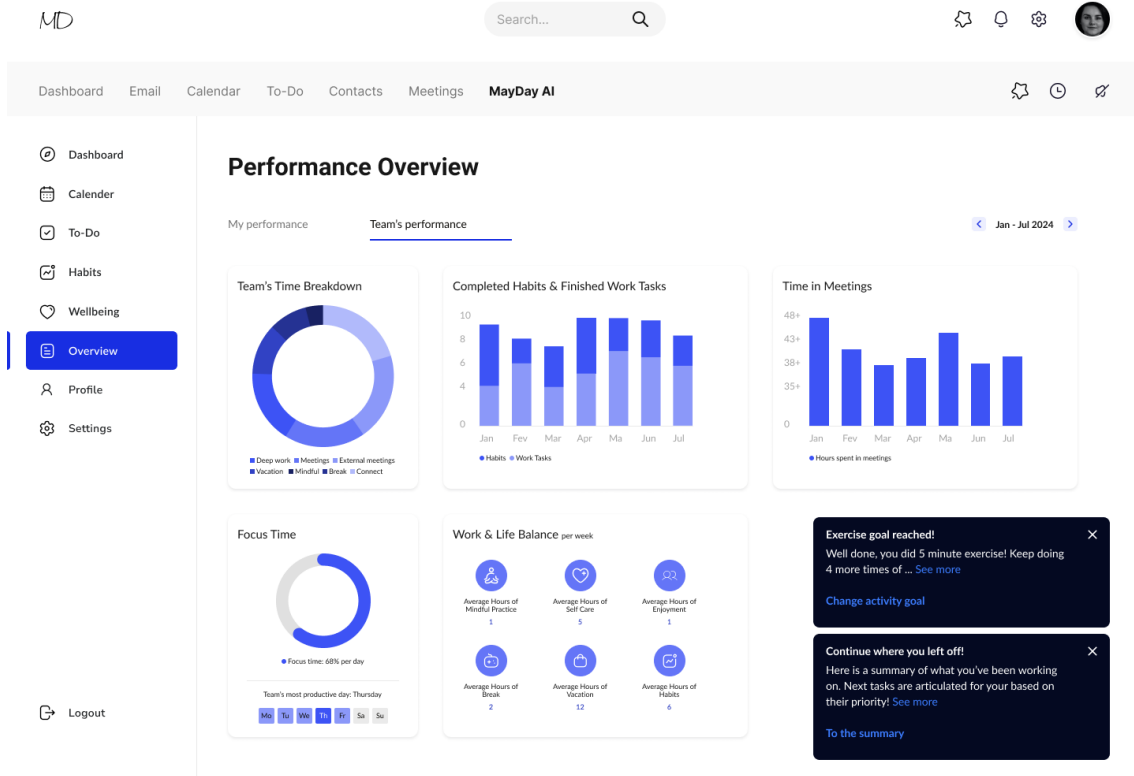 MD
Search...
Dashboard Email Calendar To-Do Contacts Meetings MayDay AI
Dashboard
Calender
To-Do
Habits
Wellbeing
Overview
Profile
Settings
Logout
Performance Overview
My performance Team's performance
Jan - Jul 2024
Team's Time Breakdown
Deep work Meetings External meetings
Vacation Mindful Break Connect
Completed Habits & Finished Work Tasks
10
8
6
4
0
Jan Fev Mar Apr Ma Jun Jul
Habits Work Tasks
Time in Meetings
48+
43+
38+
35+
0
Jan Fev Mar Apr Ma Jun Jul
Hours spent in meetings
Focus Time
Focus time: 68% per day
Team's most productive day: Thursday
Mo Tu We Th Fr Sa Su
Work & Life Balance per week
Average Hours of
Mindful Practice
1
Average Hours of
Self Care
5
Average Hours of
Enjoyment
1
Average Hours of
Break
2
Average Hours of
Vacation
12
Average Hours of
Habits
6
Exercise goal reached!
Well done, you did 5 minute exercise! Keep doing
4 more times of ... See more
Change activity goal
Continue where you left off!
Here is a summary of what you've been working
on. Next tasks are articulated for your based on
their priority! See more
To the summary